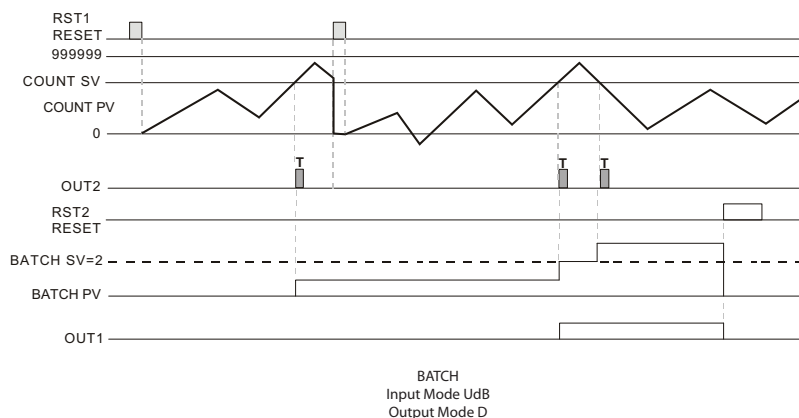 RST1
RESET
999999
COUNT SV
COUNT PV
0
T
T
T
OUT2
RST2
RESET
BATCH SV=2
BATCH PV
OUT1
BATCH
Input Mode UdB
Output Mode D